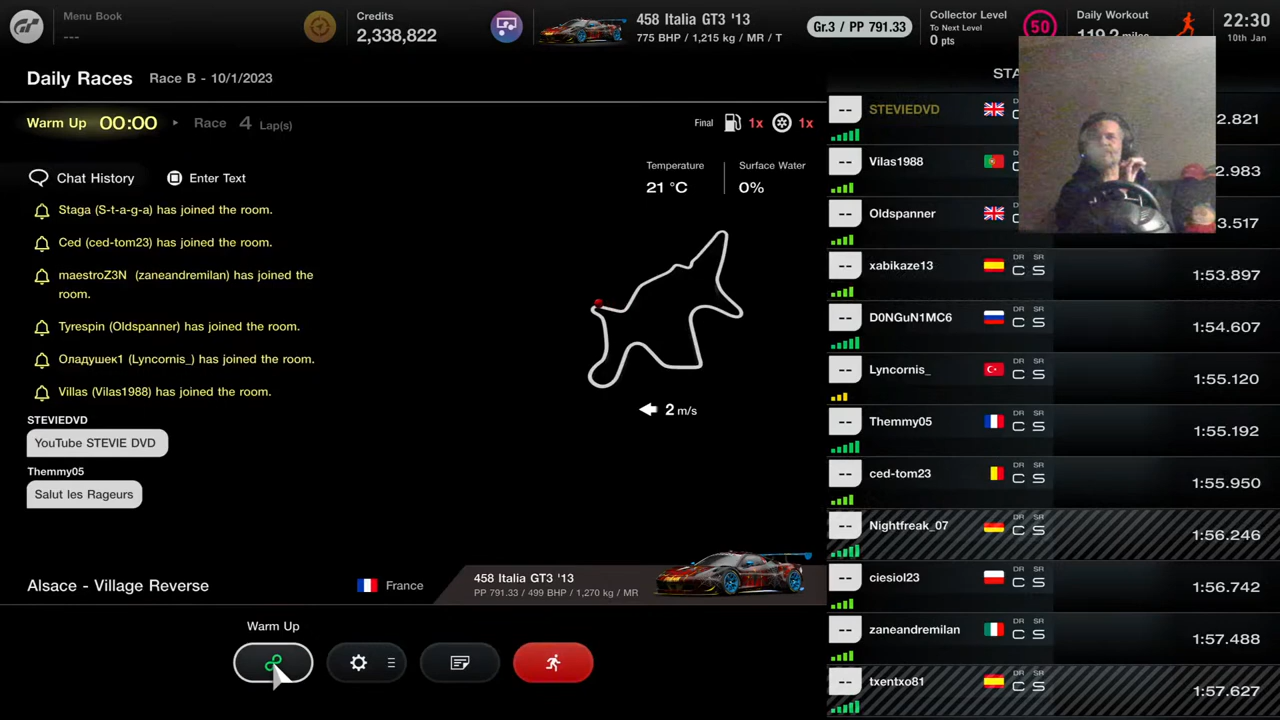 Menu Book
---
Credits
2,338,822
458 Italia GT3 '13
775 BHP / 1,215 kg / MR / T
Gr.3 / PP 791.33
Collector Level
To Next Level
0 pts
50
Daily Workout
119.2 miles
22:30
10th Jan
Daily Races
Race B - 10/1/2023
Warm Up 00:00 Race 4 Lap(s)
Final 1x 1x
Chat History
Enter Text
Temperature
21 °C
Surface Water
0%
Staga (S-t-a-g-a) has joined the room.
Ced (ced-tom23) has joined the room.
maestroZ3N (zaneandremilan) has joined the
room.
Tyrespin (Oldspanner) has joined the room.
Оладушек1 (Lyncornis_) has joined the room.
Villas (Vilas1988) has joined the room.
STEVIEDVD
YouTube STEVIE DVD
Themmy05
Salut les Rageurs
2 m/s
Alsace - Village Reverse
France
458 Italia GT3 '13
PP 791.33 / 499 BHP / 1,270 kg / MR
Warm Up
-- STEVIEDVD 2.821
-- Vilas1988 2.983
-- Oldspanner 3.517
-- xabikaze13 DR C SR S 1:53.897
-- D0NGuN1MC6 DR C SR S 1:54.607
-- Lyncornis_ DR C SR S 1:55.120
-- Themmy05 DR C SR S 1:55.192
-- ced-tom23 DR C SR S 1:55.950
-- Nightfreak_07 DR C SR S 1:56.246
-- ciesiol23 DR C SR S 1:56.742
-- zaneandremilan DR C SR S 1:57.488
-- txentxo81 DR C SR S 1:57.627